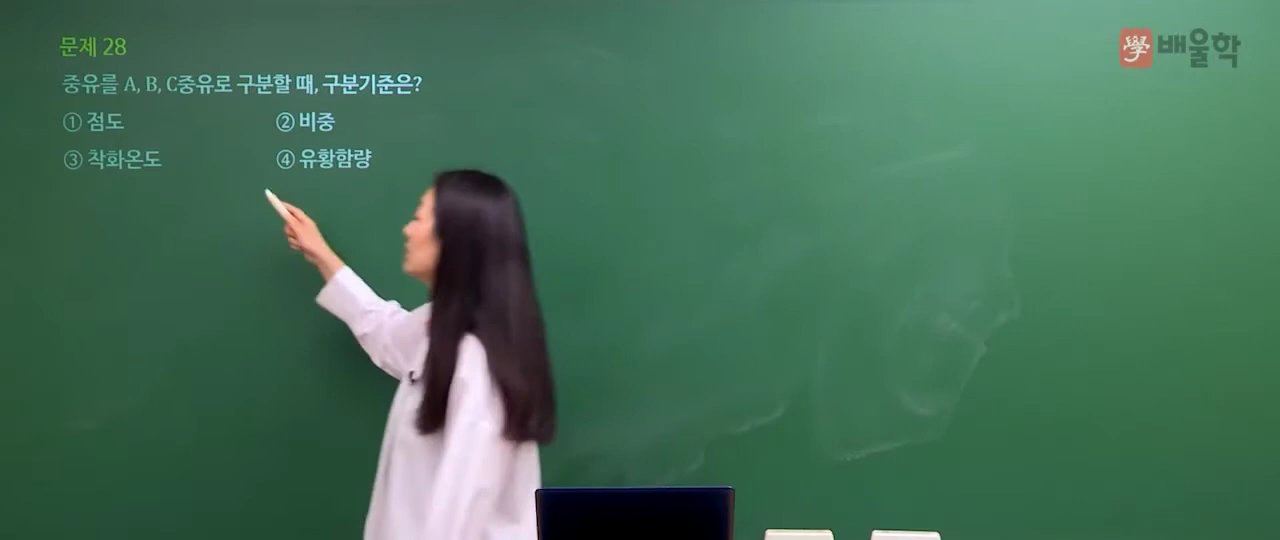 문제 28
중유를 A, B, C중유로 구분할 때, 구분기준은?
① 점도 ② 비중
③ 착화온도 ④ 유황함량
學 배울학